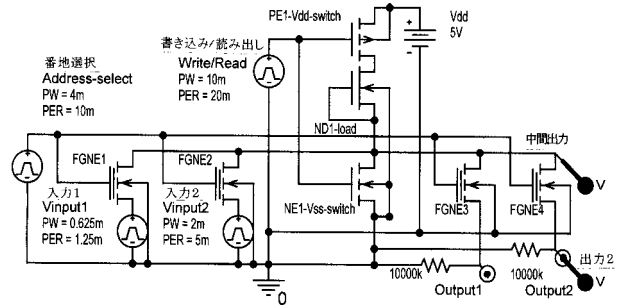 PE1-Vdd-switch
Vdd
5V
書き込み/読み出し
Write/Read
PW = 10m
PER = 20m
番地選択
Address-select
PW = 4m
PER = 10m
ND1-load
中間出力
FGNE1
FGNE2
V
入力1
Vinput1
PW = 0.625m
PER = 1.25m
入力2
Vinput2
PW = 2m
PER = 5m
NE1-Vss-switch
FGNE3
FGNE4
出力2
10000k
10000k
Output1
Output2
V
0